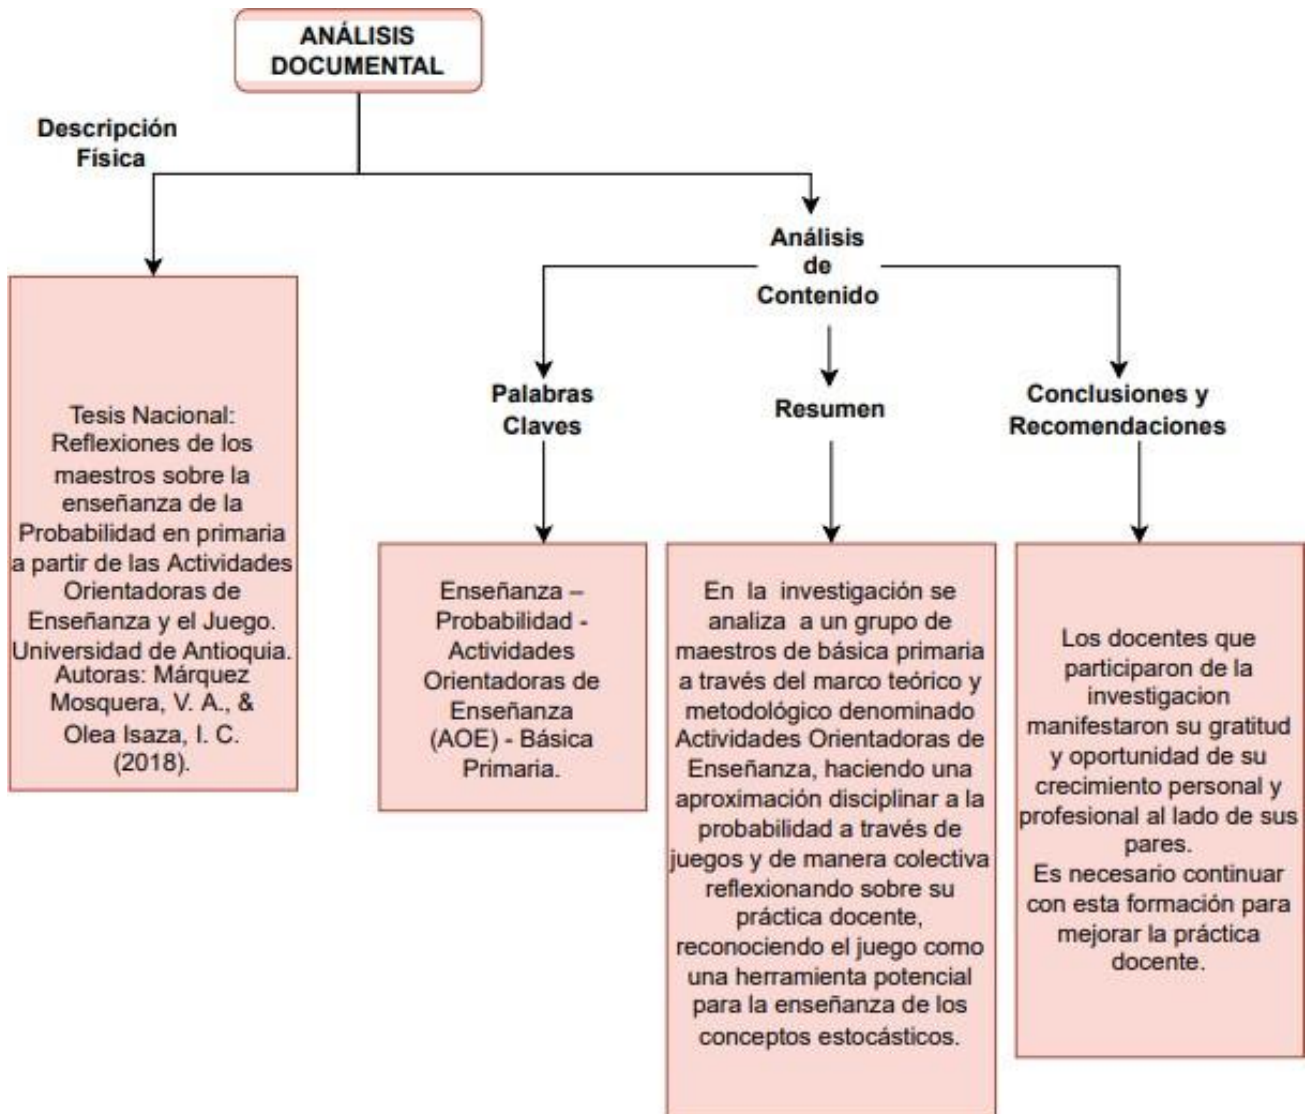 ANÁLISIS
DOCUMENTAL
Descripción
Física
Tesis Nacional:
Reflexiones de los
maestros sobre la
enseñanza de la
Probabilidad en primaria
a partir de las Actividades
Orientadoras de
Enseñanza y el Juego.
Universidad de Antioquia.
Autoras: Márquez
Mosquera, V. A., &
Olea Isaza, I. C.
(2018).
Análisis
de
Contenido
Palabras
Claves
Enseñanza –
Probabilidad -
Actividades
Orientadoras de
Enseñanza
(AOE) - Básica
Primaria.
Resumen
En la investigación se
analiza a un grupo de
maestros de básica primaria
a través del marco teórico y
metodológico denominado
Actividades Orientadoras de
Enseñanza, haciendo una
aproximación disciplinar a la
probabilidad a través de
juegos y de manera colectiva
reflexionando sobre su
práctica docente,
reconociendo el juego como
una herramienta potencial
para la enseñanza de los
conceptos estocásticos.
Conclusiones y
Recomendaciones
Los docentes que
participaron de la
investigacion
manifestaron su gratitud
y oportunidad de su
crecimiento personal y
profesional al lado de sus
pares.
Es necesario continuar
con esta formación para
mejorar la práctica
docente.